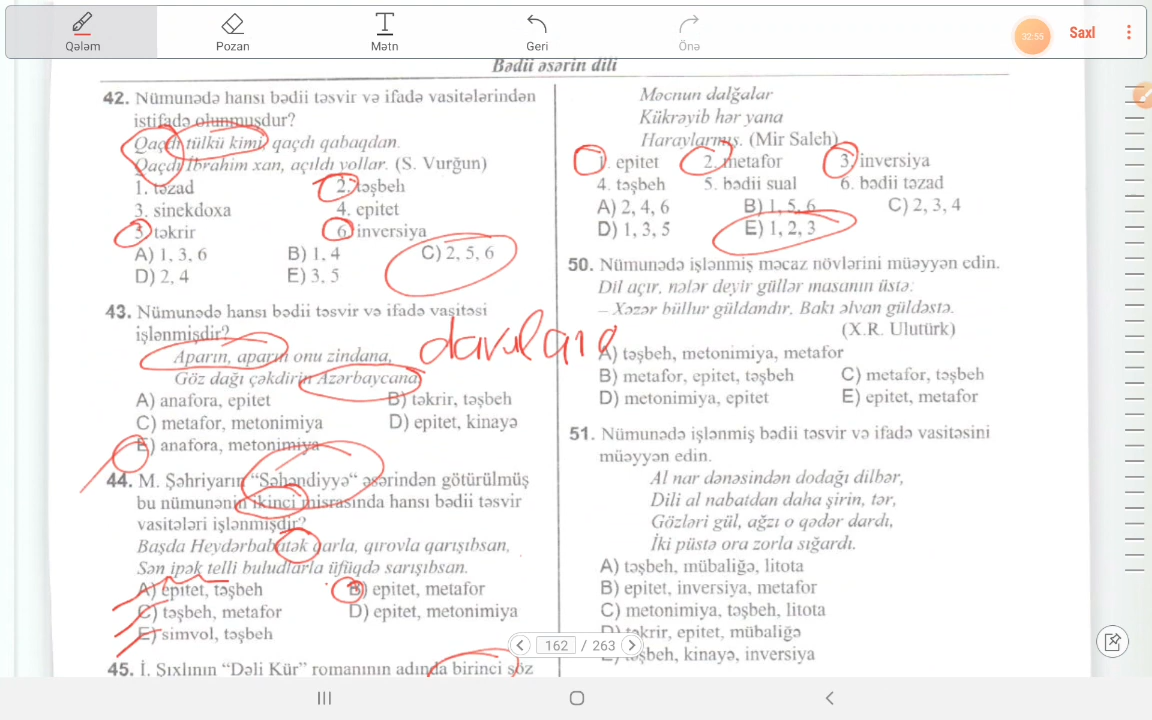 Qələm
Pozan
Mətn
Geri
Önə
32:55
Saxl
Bədii əsərin dili
42. Nümunədə hansı bədii təsvir və ifadə vasitələrindən
istifadə olunmuşdur?
Qaçdı tülkü kimi, qaçdı qabaqdan.
Qaçdı İbrahim xan, açıldı yollar. (S. Vurğun)
1. təzad 2. təşbeh
3. sinekdoxa 4. epitet
5. təkrir 6. inversiya
A) 1, 3, 6 B) 1, 4 C) 2, 5, 6
D) 2, 4 E) 3, 5
43. Nümunədə hansı bədii təsvir və ifadə vasitəsi
işlənmişdir?
Aparın, aparın onu zindana,
Göz dağı çəkdirin Azərbaycana.
A) anafora, epitet B) təkrir, təşbeh
C) metafor, metonimiya D) epitet, kinayə
E) anafora, metonimiya
44. M. Şəhriyarın “Səhəndiyyə“ əsərindən götürülmüş
bu nümunənin ikinci misrasında hansı bədii təsvir
vasitələri işlənmişdir?
Başda Heydərbabatək qarla, qırovla qarışıbsan,
Sən ipək telli buludlarla üfüqdə sarışıbsan.
A) epitet, təşbeh B) epitet, metafor
C) təşbeh, metafor D) epitet, metonimiya
E) simvol, təşbeh
45. İ. Şıxlının “Dəli Kür” romanının adında birinci söz
Məcnun dalğalar
Kükrəyib hər yana
Haraylarmış. (Mir Saleh)
1. epitet 2. metafor 3. inversiya
4. təşbeh 5. bədii sual 6. bədii təzad
A) 2, 4, 6 B) 1, 5, 6 C) 2, 3, 4
D) 1, 3, 5 E) 1, 2, 3
50. Nümunədə işlənmiş məcaz növlərini müəyyən edin.
Dil açır, nələr deyir güllər masanın üstə:
– Xəzər büllur güldandır, Bakı əlvan güldəstə.
(X.R. Ulutürk)
A) təşbeh, metonimiya, metafor
B) metafor, epitet, təşbeh C) metafor, təşbeh
D) metonimiya, epitet E) epitet, metafor
51. Nümunədə işlənmiş bədii təsvir və ifadə vasitəsini
müəyyən edin.
Al nar dənəsindən dodağı dilbər,
Dili al nabatdan daha şirin, tər,
Gözləri gül, ağzı o qədər dardı,
İki püstə ora zorla sığardı.
A) təşbeh, mübaliğə, litota
B) epitet, inversiya, metafor
C) metonimiya, təşbeh, litota
D) təkrir, epitet, mübaliğə
E) təşbeh, kinayə, inversiya
162 / 263